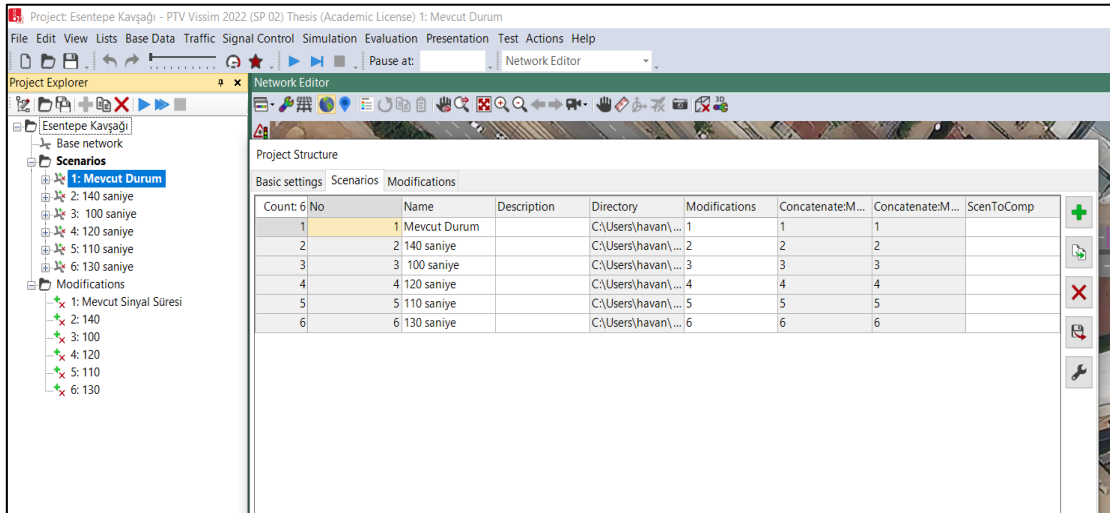 Project: Esentepe Kavşağı - PTV Vissim 2022 (SP 02) Thesis (Academic License) 1: Mevcut Durum
File Edit View Lists Base Data Traffic Signal Control Simulation Evaluation Presentation Test Actions Help
Pause at: Network Editor
Project Explorer
Esentepe Kavşağı
Base network
Scenarios
1: Mevcut Durum
2: 140 saniye
3: 100 saniye
4: 120 saniye
5: 110 saniye
6: 130 saniye
Modifications
1: Mevcut Sinyal Süresi
2: 140
3: 100
4: 120
5: 110
6: 130
Network Editor
3D
Project Structure
Basic settings Scenarios Modifications
Count: 6 No Name Description Directory Modifications Concatenate:M... Concatenate:M... ScenToComp
1 1 Mevcut Durum C:\Users\havan\... 1 1 1
2 2 140 saniye C:\Users\havan\... 2 2 2
3 3 100 saniye C:\Users\havan\... 3 3 3
4 4 120 saniye C:\Users\havan\... 4 4 4
5 5 110 saniye C:\Users\havan\... 5 5 5
6 6 130 saniye C:\Users\havan\... 6 6 6